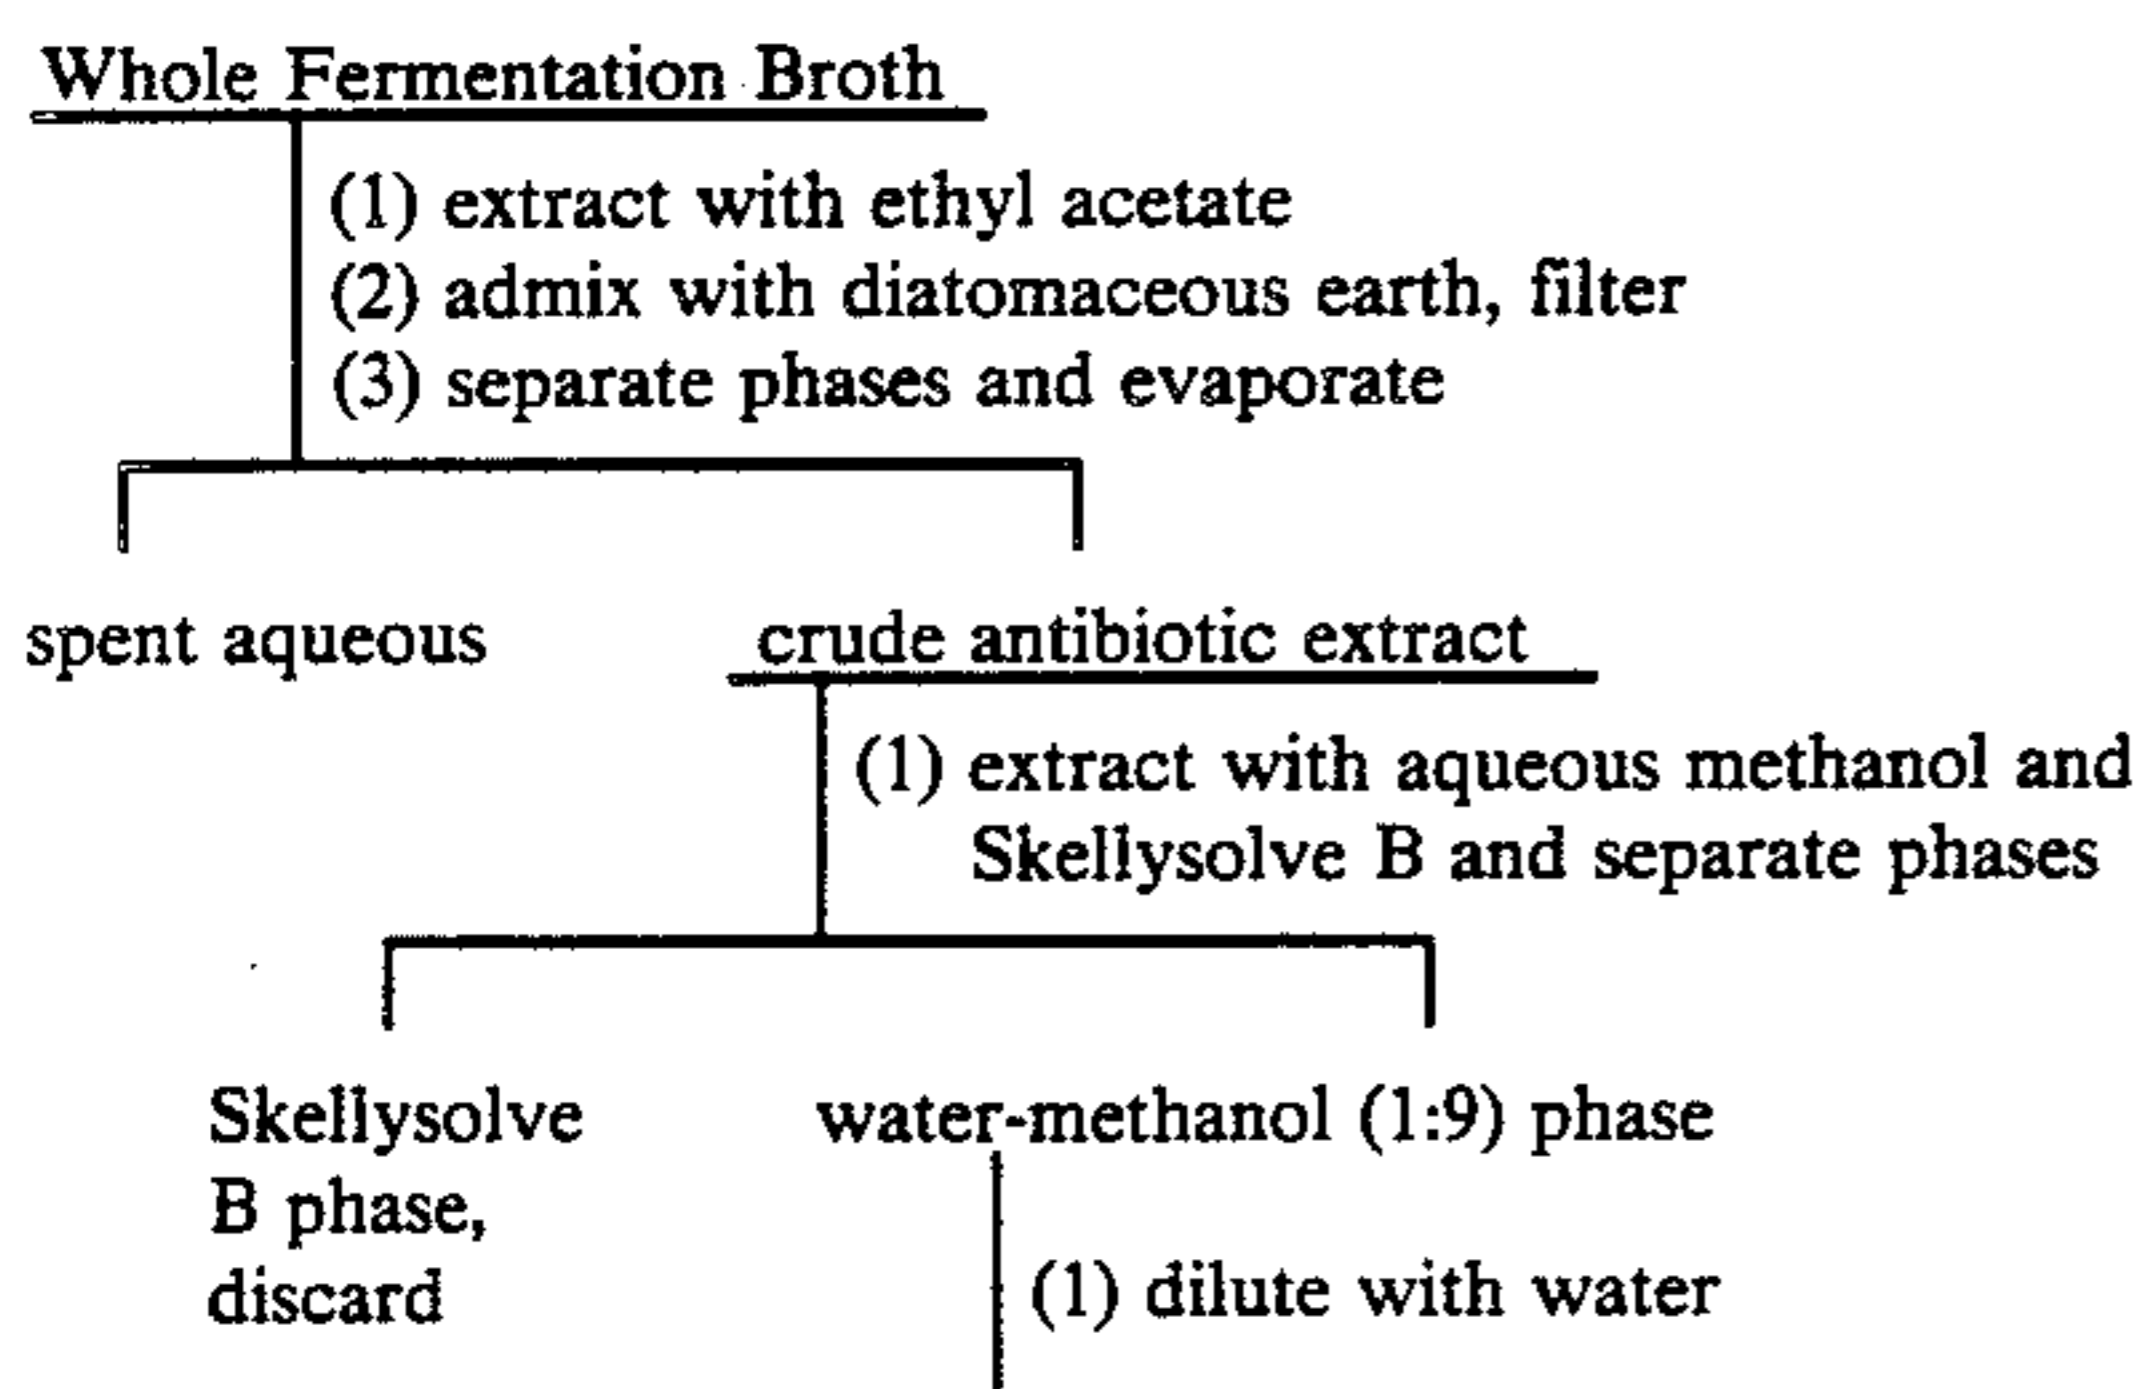 Whole Fermentation Broth
(1) extract with ethyl acetate
(2) admix with diatomaceous earth, filter
(3) separate phases and evaporate
spent aqueous
crude antibiotic extract
(1) extract with aqueous methanol and
Skellysolve B and separate phases
Skellysolve
B phase,
discard
water-methanol (1:9) phase
(1) dilute with water